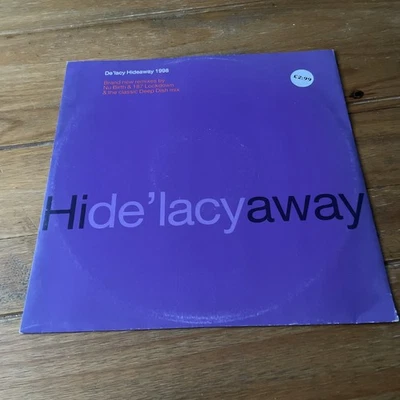 De'lacy Hideaway 1998
Brand new remixes by
Nu-Birth & 187 Lockdown
& the classic Deep Dish mix
£2.99
Hide'lacyaway